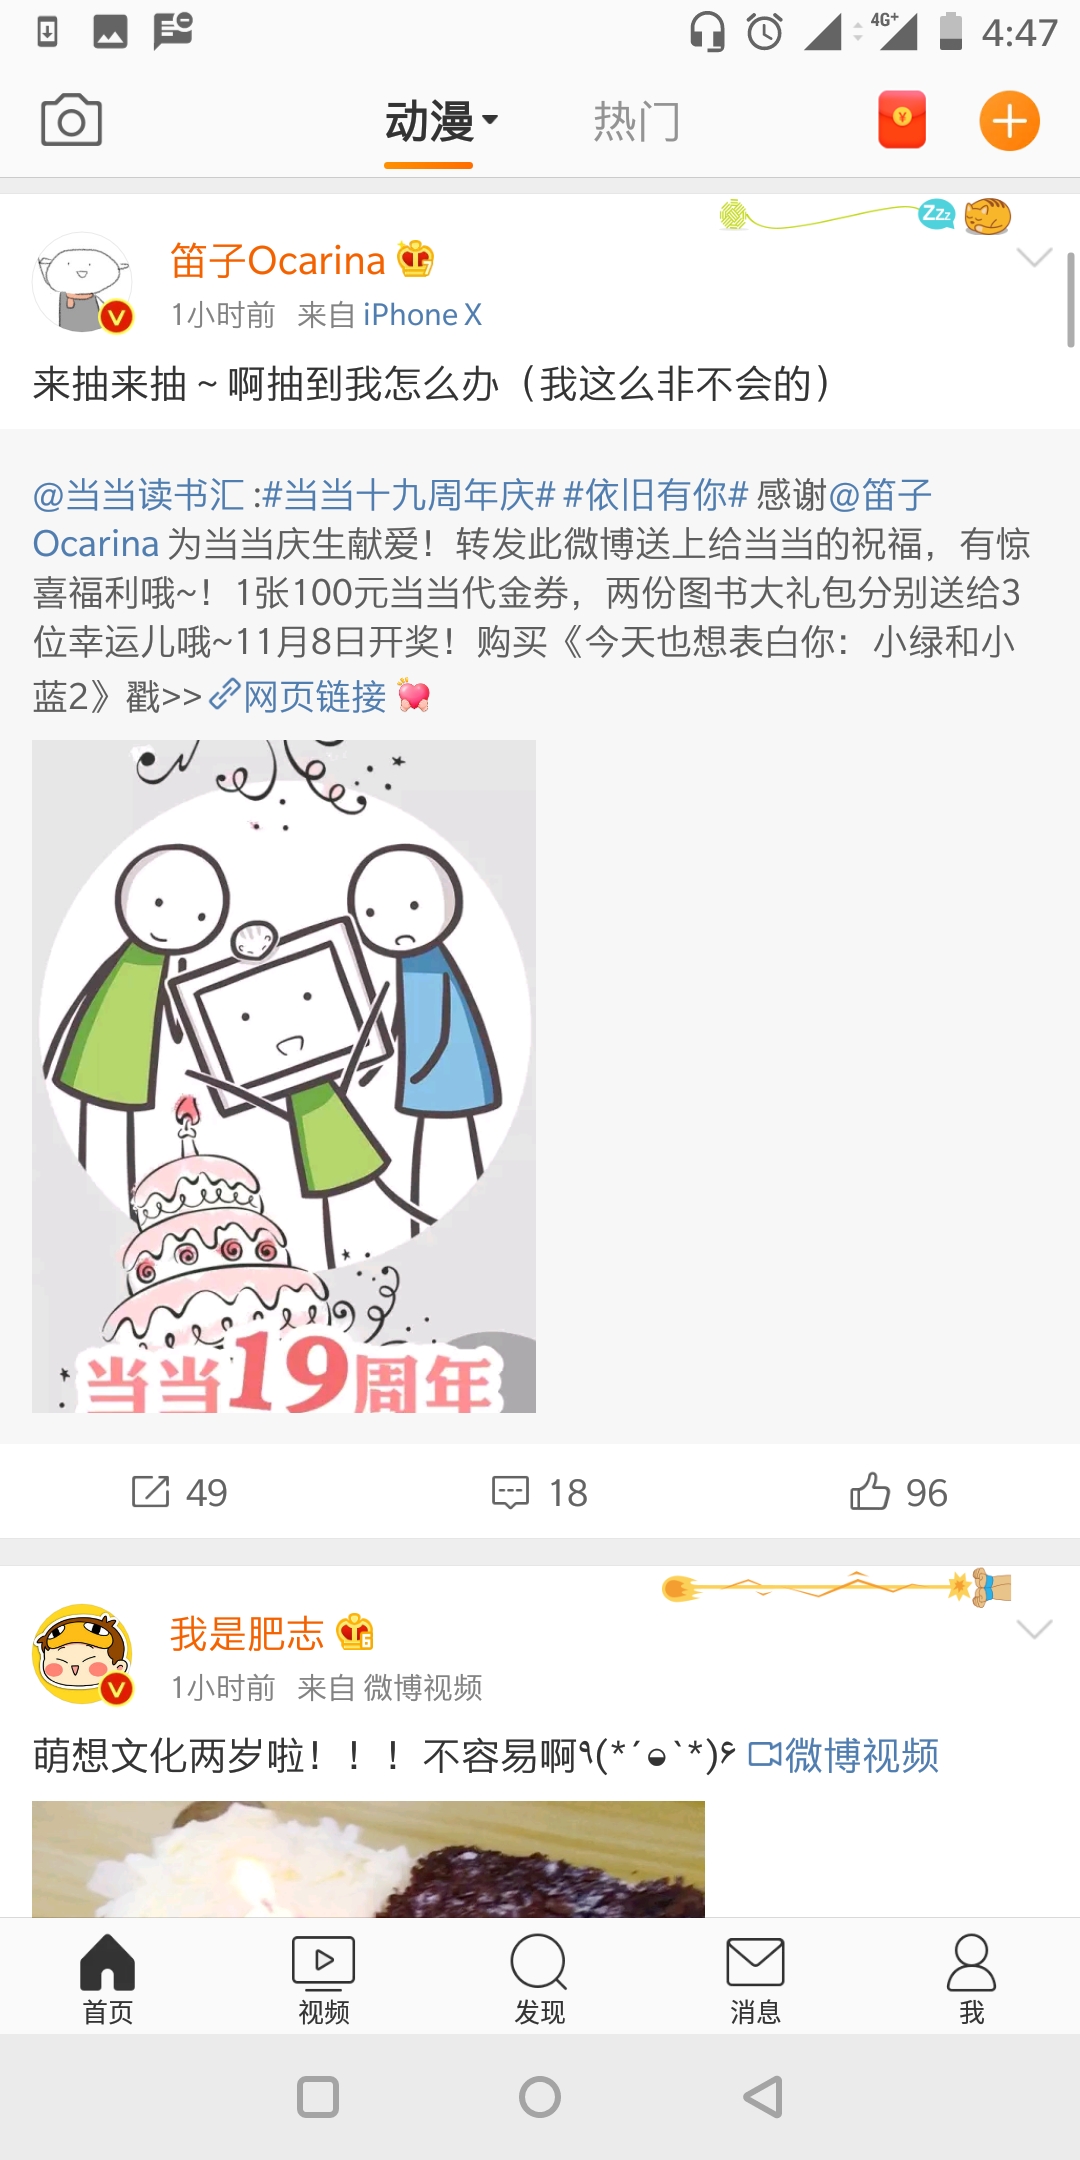 4G+ 4:47
动漫 热门
Zzz
笛子Ocarina
1小时前 来自 iPhone X
来抽来抽～啊抽到我怎么办（我这么非不会的）
@当当读书汇 :#当当十九周年庆# #依旧有你# 感谢@笛子
Ocarina 为当当庆生献爱！转发此微博送上给当当的祝福，有惊
喜福利哦~！1张100元当当代金券，两份图书大礼包分别送给3
位幸运儿哦~11月8日开奖！购买《今天也想表白你：小绿和小
蓝2》戳>> 网页链接
当当19周年
49 18 96
我是肥志
1小时前 来自 微博视频
萌想文化两岁啦！！！不容易啊٩(*´◒`*)۶ 微博视频
首页 视频 发现 消息 我